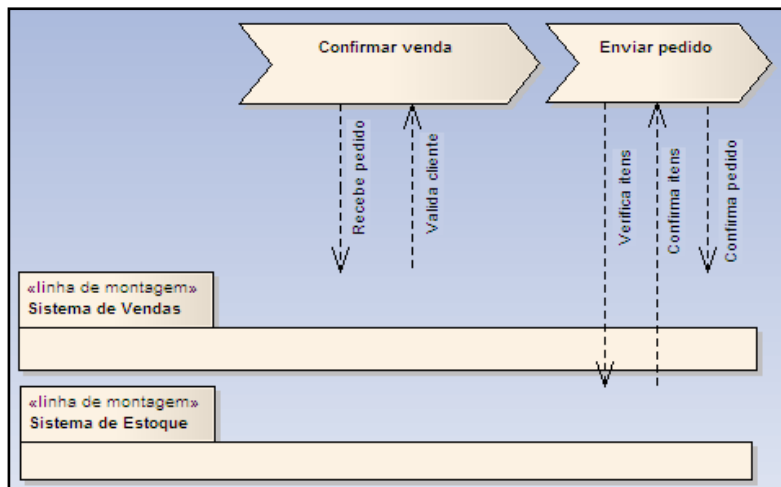 Confirmar venda
Enviar pedido
Recebe pedido
Valida cliente
Verifica itens
Confirma itens
Confirma pedido
«linha de montagem»
Sistema de Vendas
«linha de montagem»
Sistema de Estoque